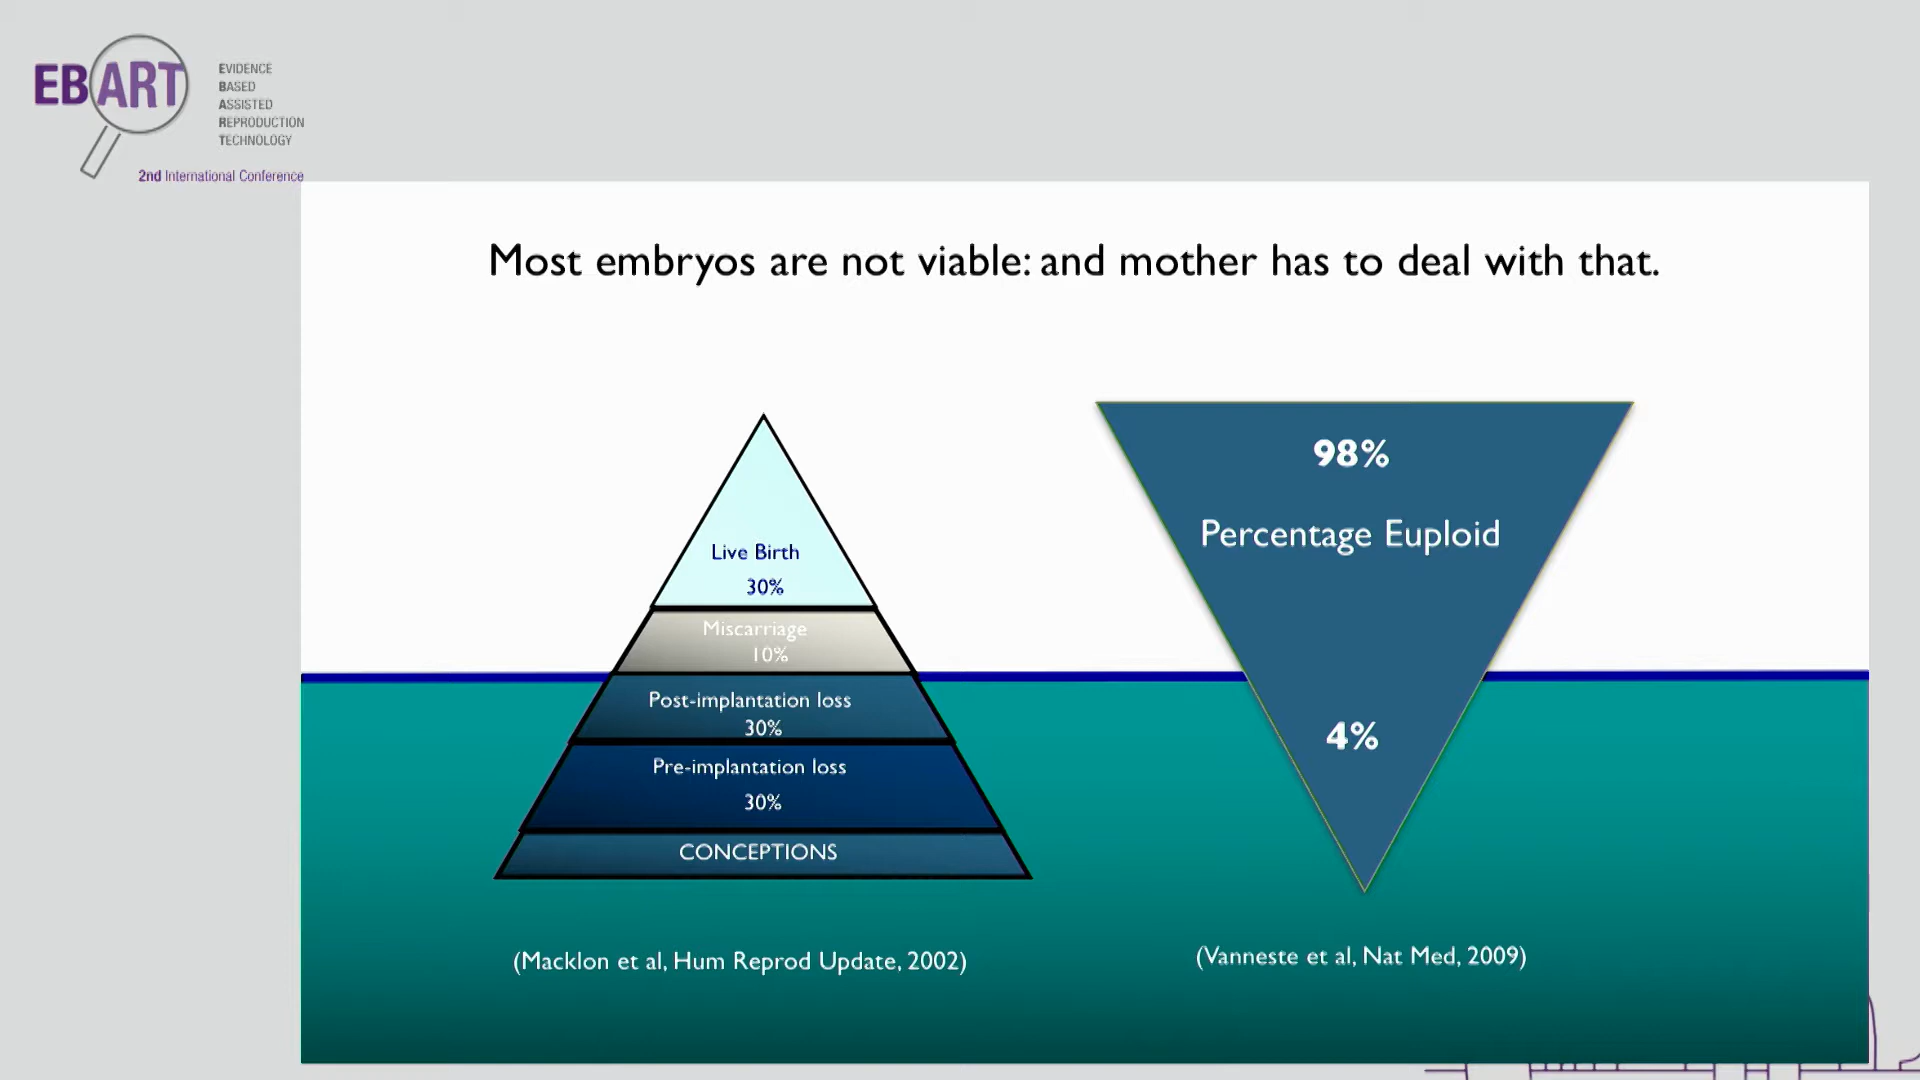 EBART
EVIDENCE
BASED
ASSISTED
REPRODUCTION
TECHNOLOGY
2nd International Conference
Most embryos are not viable: and mother has to deal with that.
Live Birth
30%
Miscarriage
10%
Post-implantation loss
30%
Pre-implantation loss
30%
CONCEPTIONS
(Macklon et al, Hum Reprod Update, 2002)
98%
Percentage Euploid
4%
(Vanneste et al, Nat Med, 2009)